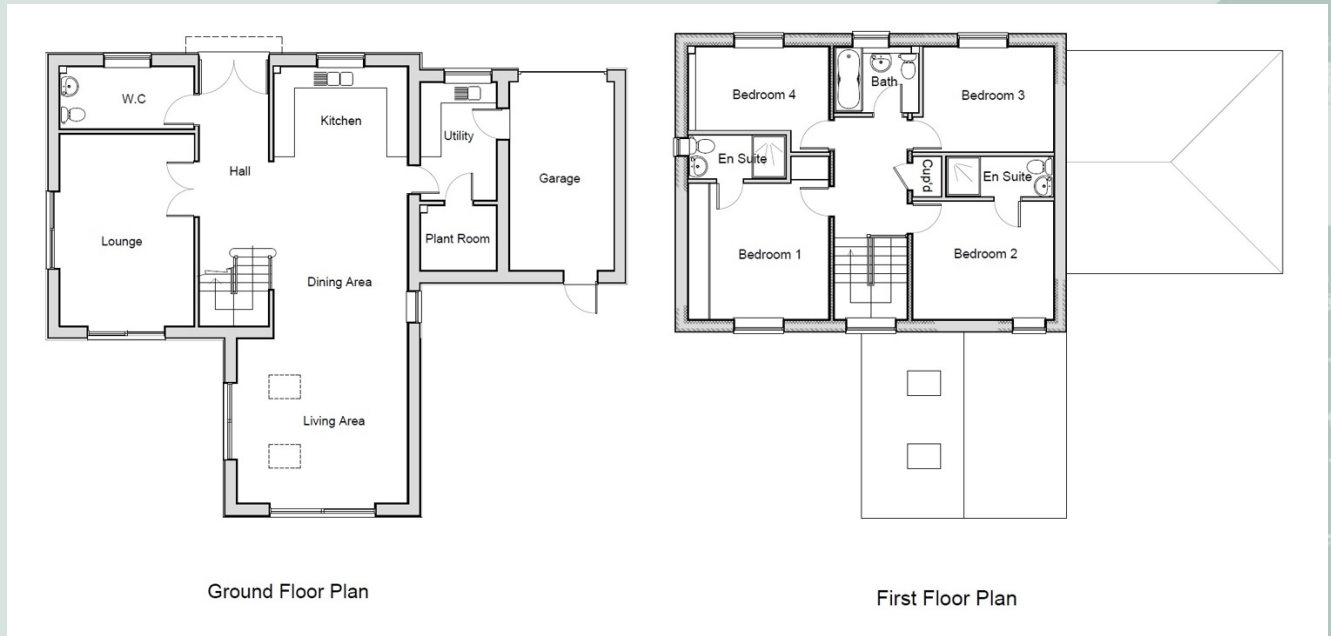 W.C
Kitchen
Utility
Hall
Garage
Lounge
Plant Room
Dining Area
Living Area
Ground Floor Plan
Bedroom 4
Bath
Bedroom 3
En Suite
Cup'd
En Suite
Bedroom 1
Bedroom 2
First Floor Plan